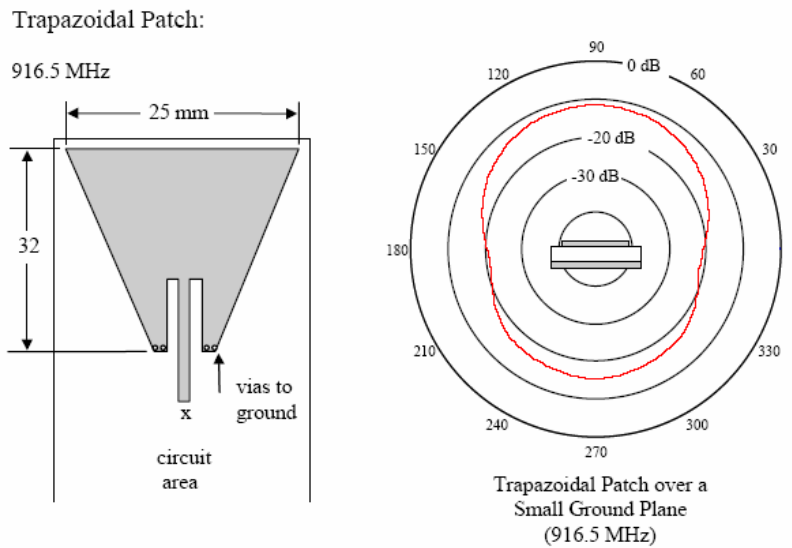 Trapazoidal Patch:
916.5 MHz
25 mm
32
vias to
ground
x
circuit
area
90
0 dB
120
60
150
-20 dB
30
-30 dB
180
210
330
240
300
270
Trapazoidal Patch over a
Small Ground Plane
(916.5 MHz)